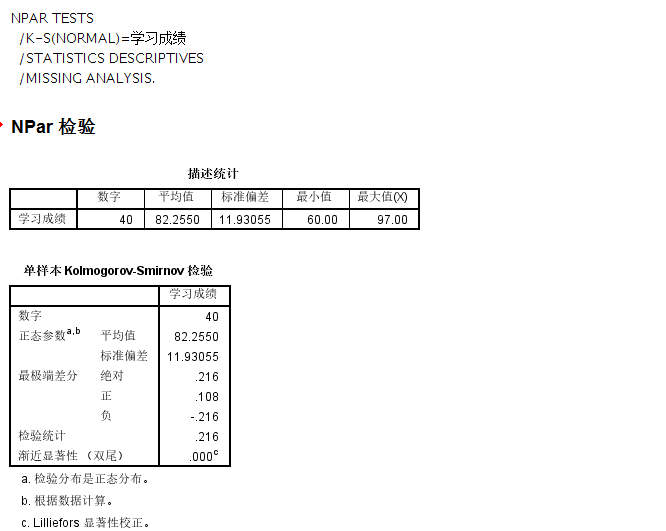 NPAR TESTS
/K-S(NORMAL)=学习成绩
/STATISTICS DESCRIPTIVES
/MISSING ANALYSIS.
NPar 检验
描述统计
数字 平均值 标准偏差 最小值 最大值(X)
学习成绩 40 82.2550 11.93055 60.00 97.00
单样本 Kolmogorov-Smirnov 检验
学习成绩
数字 40
正态参数a,b 平均值 82.2550
标准偏差 11.93055
最极端差分 绝对 .216
正 .108
负 -.216
检验统计 .216
渐近显著性 （双尾） .000c
a. 检验分布是正态分布。
b. 根据数据计算。
c. Lilliefors 显著性校正。